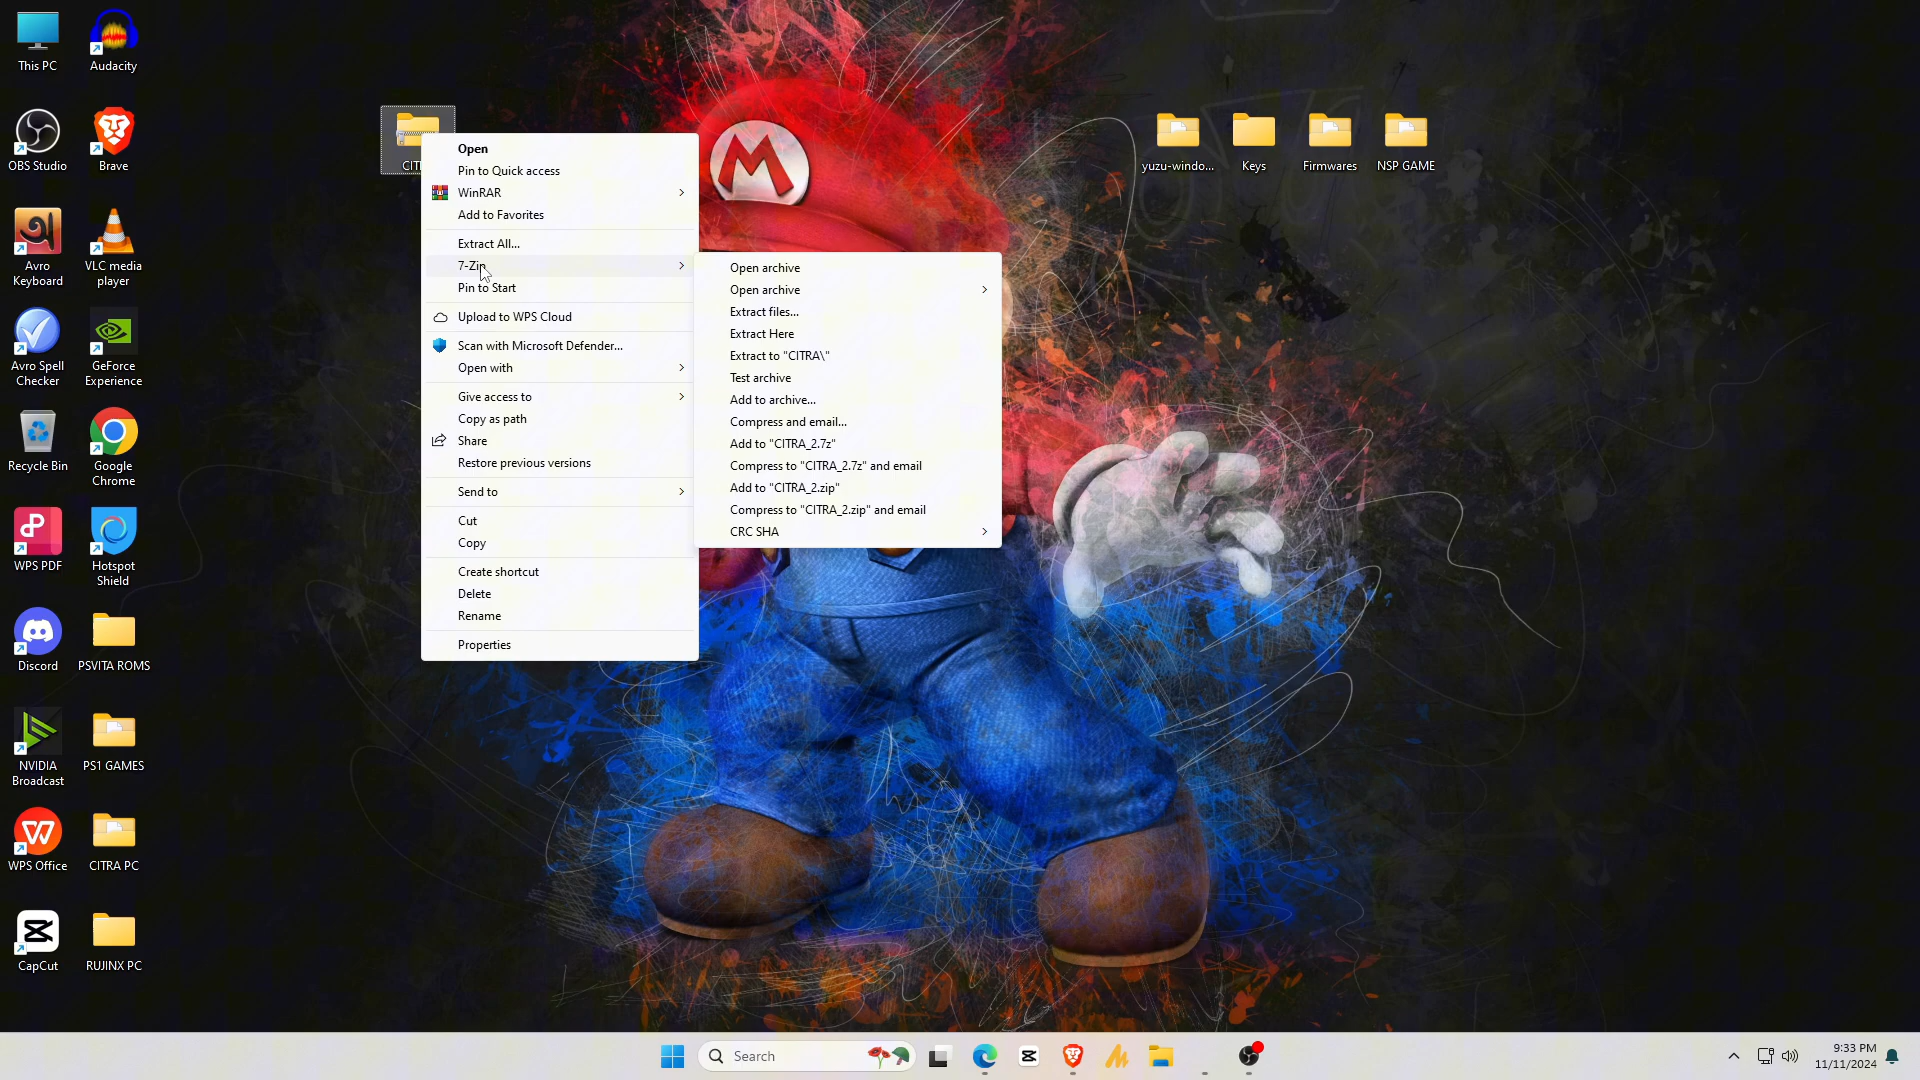 This PC
Audacity
OBS Studio
Brave
Avro
Keyboard
VLC media
player
Avro Spell
Checker
GeForce
Experience
Recycle Bin
Google
Chrome
WPS PDF
Hotspot
Shield
Discord
PSVITA ROMS
NVIDIA
Broadcast
PS1 GAMES
WPS Office
CITRA PC
CapCut
RUJINX PC
yuzu-windo...
Keys
Firmwares
NSP GAME
Open
Pin to Quick access
WinRAR
Add to Favorites
Extract All...
7-Zip
Pin to Start
Upload to WPS Cloud
Scan with Microsoft Defender...
Open with
Give access to
Copy as path
Share
Restore previous versions
Send to
Cut
Copy
Create shortcut
Delete
Rename
Properties
Open archive
Open archive
Extract files...
Extract Here
Extract to "CITRA\"
Test archive
Add to archive...
Compress and email...
Add to "CITRA_2.7z"
Compress to "CITRA_2.7z" and email
Add to "CITRA_2.zip"
Compress to "CITRA_2.zip" and email
CRC SHA
M
Search
9:33 PM
11/11/2024